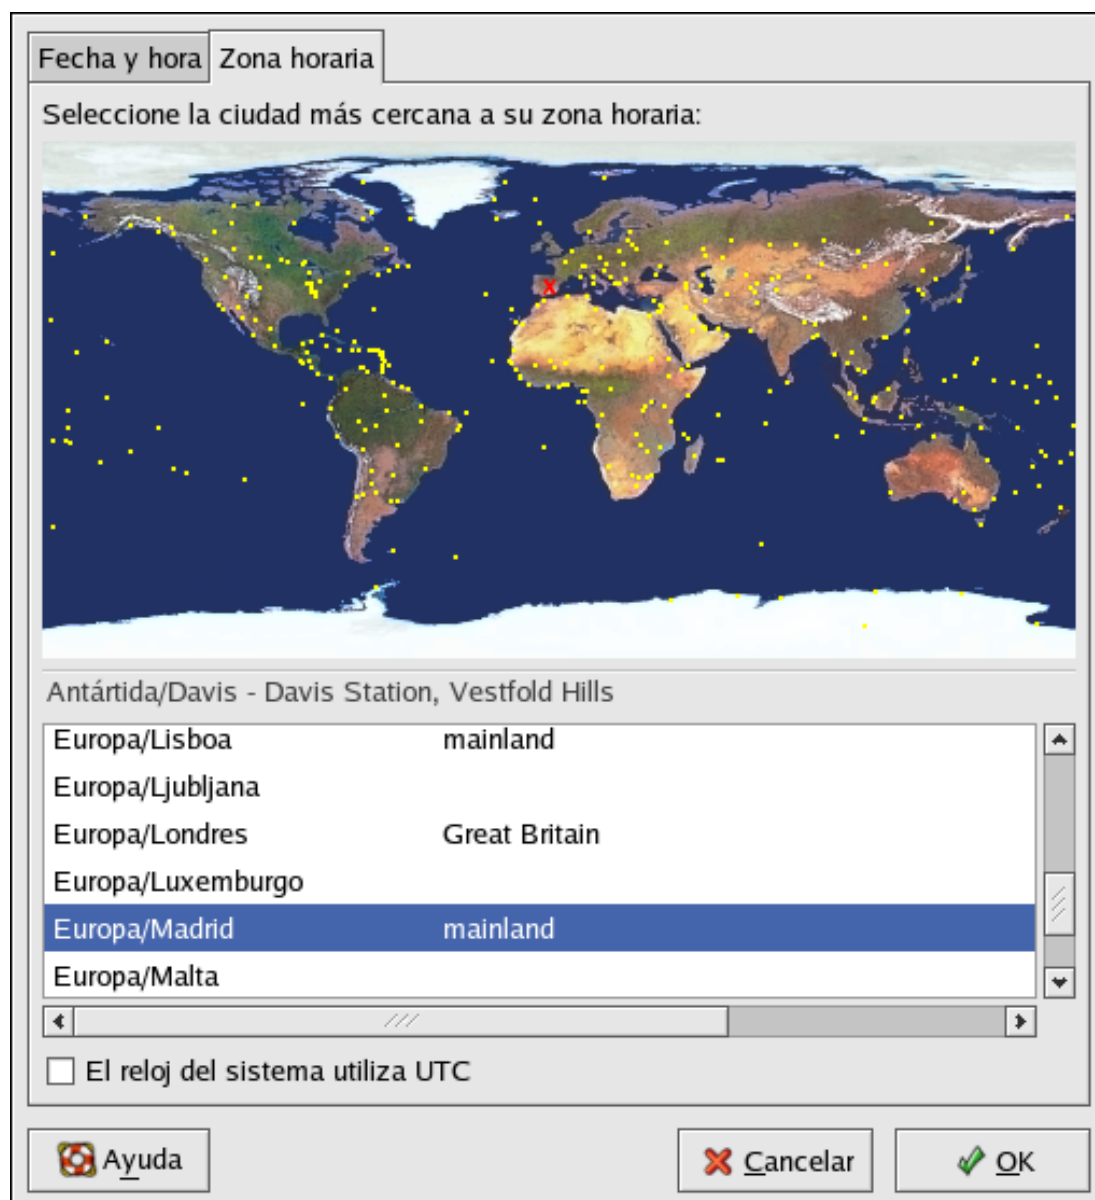 Fecha y hora
Zona horaria
Seleccione la ciudad más cercana a su zona horaria:
Antártida/Davis - Davis Station, Vestfold Hills
Europa/Lisboa mainland
Europa/Ljubljana
Europa/Londres Great Britain
Europa/Luxemburgo
Europa/Madrid mainland
Europa/Malta
El reloj del sistema utiliza UTC
Ayuda
Cancelar
OK